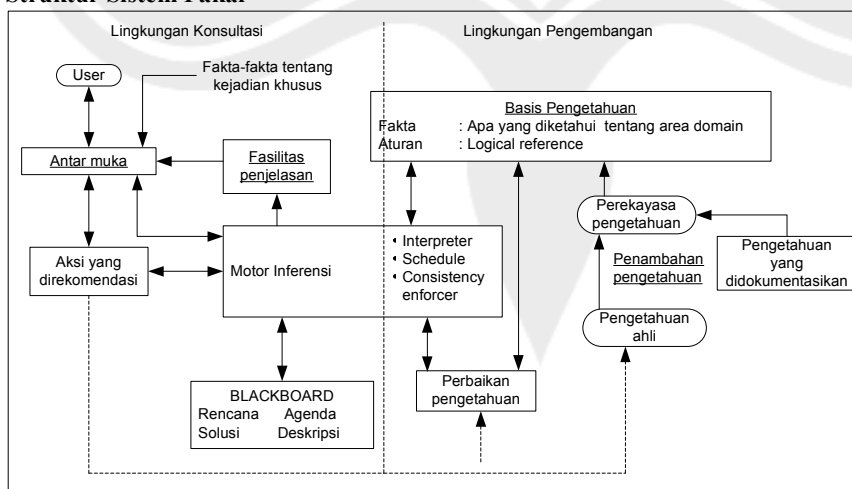 Struktur Sistem Pakar
Lingkungan Konsultasi
Lingkungan Pengembangan
User
Fakta-fakta tentang
kejadian khusus
Basis Pengetahuan
Fakta : Apa yang diketahui tentang area domain
Aturan : Logical reference
Antar muka
Fasilitas
penjelasan
Perekayasa
pengetahuan
Aksi yang
direkomendasi
Motor Inferensi
• Interpreter
• Schedule
• Consistency
enforcer
Penambahan
pengetahuan
Pengetahuan
yang
didokumentasikan
Pengetahuan
ahli
BLACKBOARD
Rencana Agenda
Solusi Deskripsi
Perbaikan
pengetahuan